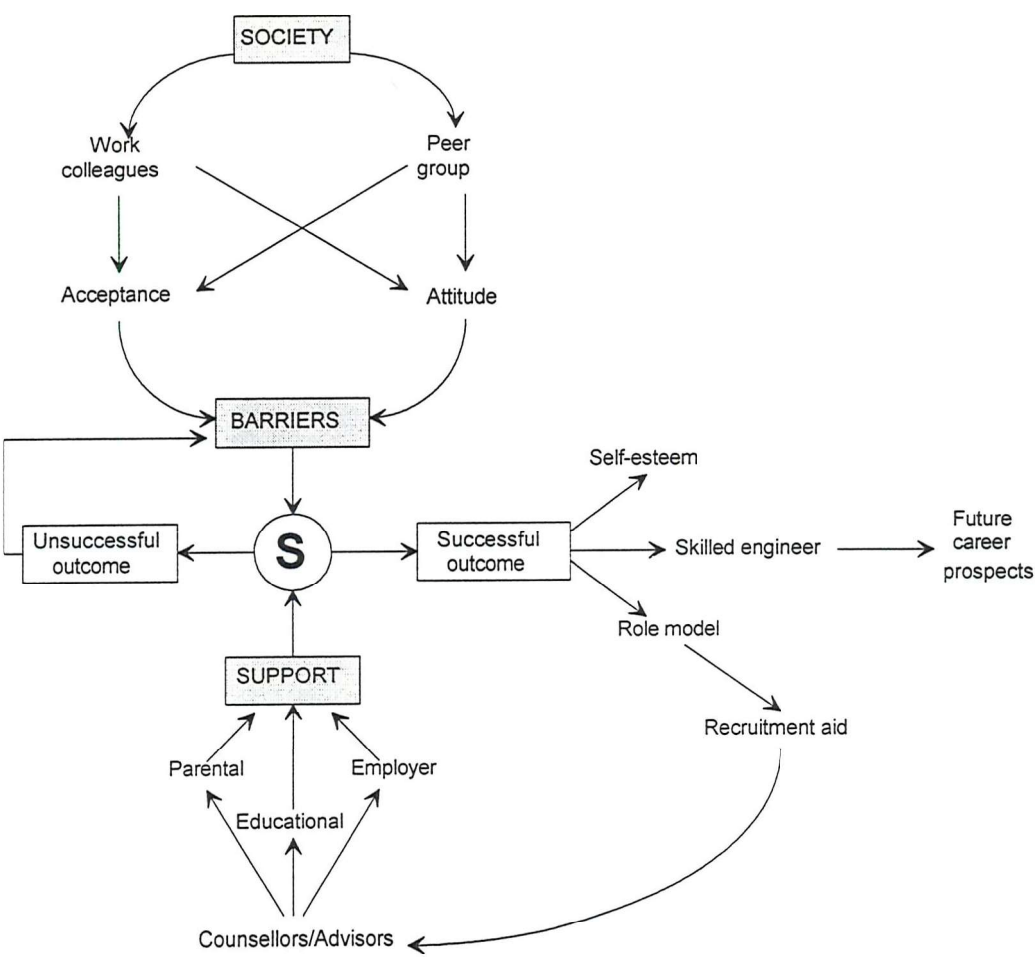 SOCIETY
Work
colleagues
Peer
group
Acceptance
Attitude
BARRIERS
Self-esteem
Unsuccessful
outcome
S
Successful
outcome
Skilled engineer
Future
career
prospects
Role model
SUPPORT
Recruitment aid
Parental
Employer
Educational
Counsellors/Advisors